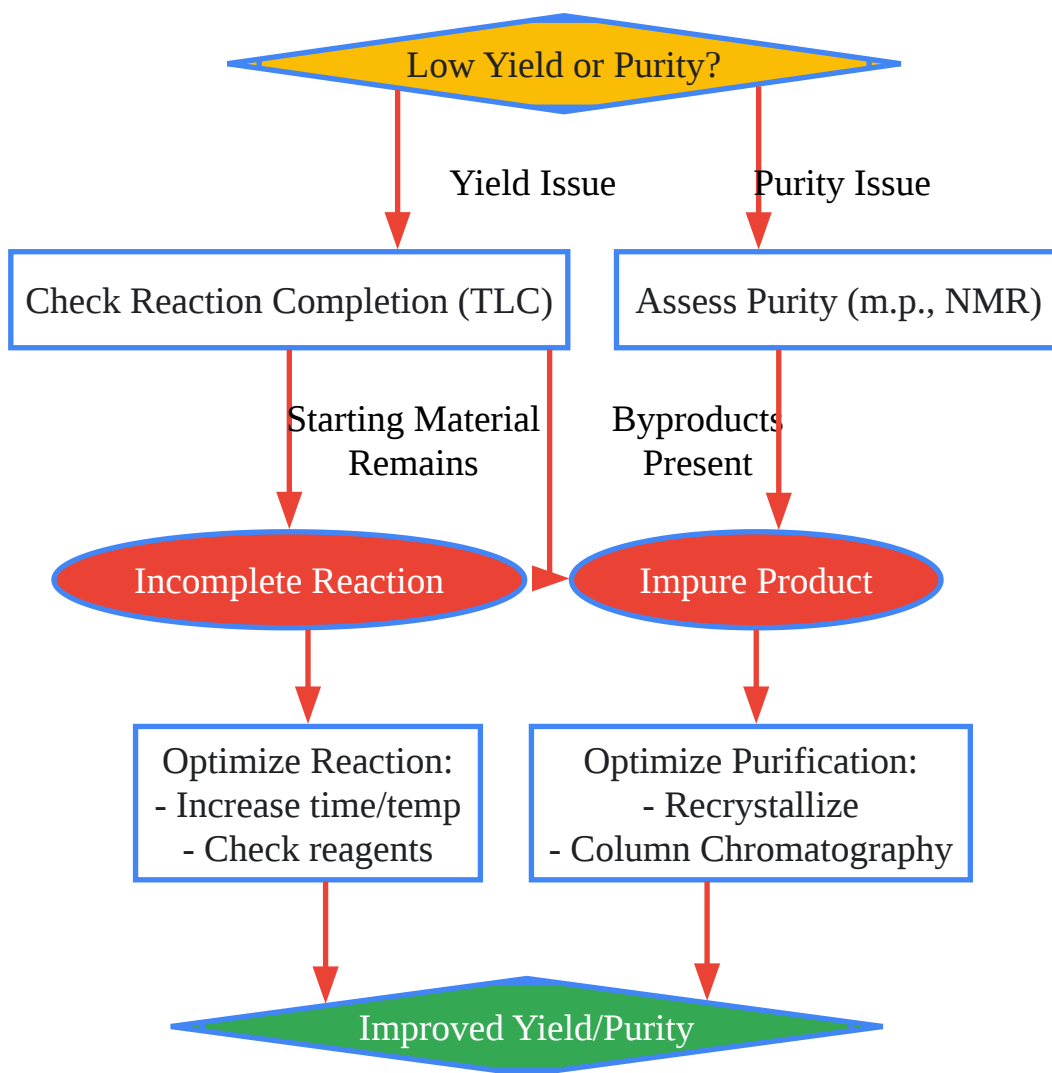 Low Yield or Purity?
Yield Issue
Purity Issue
Check Reaction Completion (TLC)
Assess Purity (m.p., NMR)
Starting Material
Remains
Byproducts
Present
Incomplete Reaction
Impure Product
Optimize Reaction:
- Increase time/temp
- Check reagents
Optimize Purification:
- Recrystallize
- Column Chromatography
Improved Yield/Purity